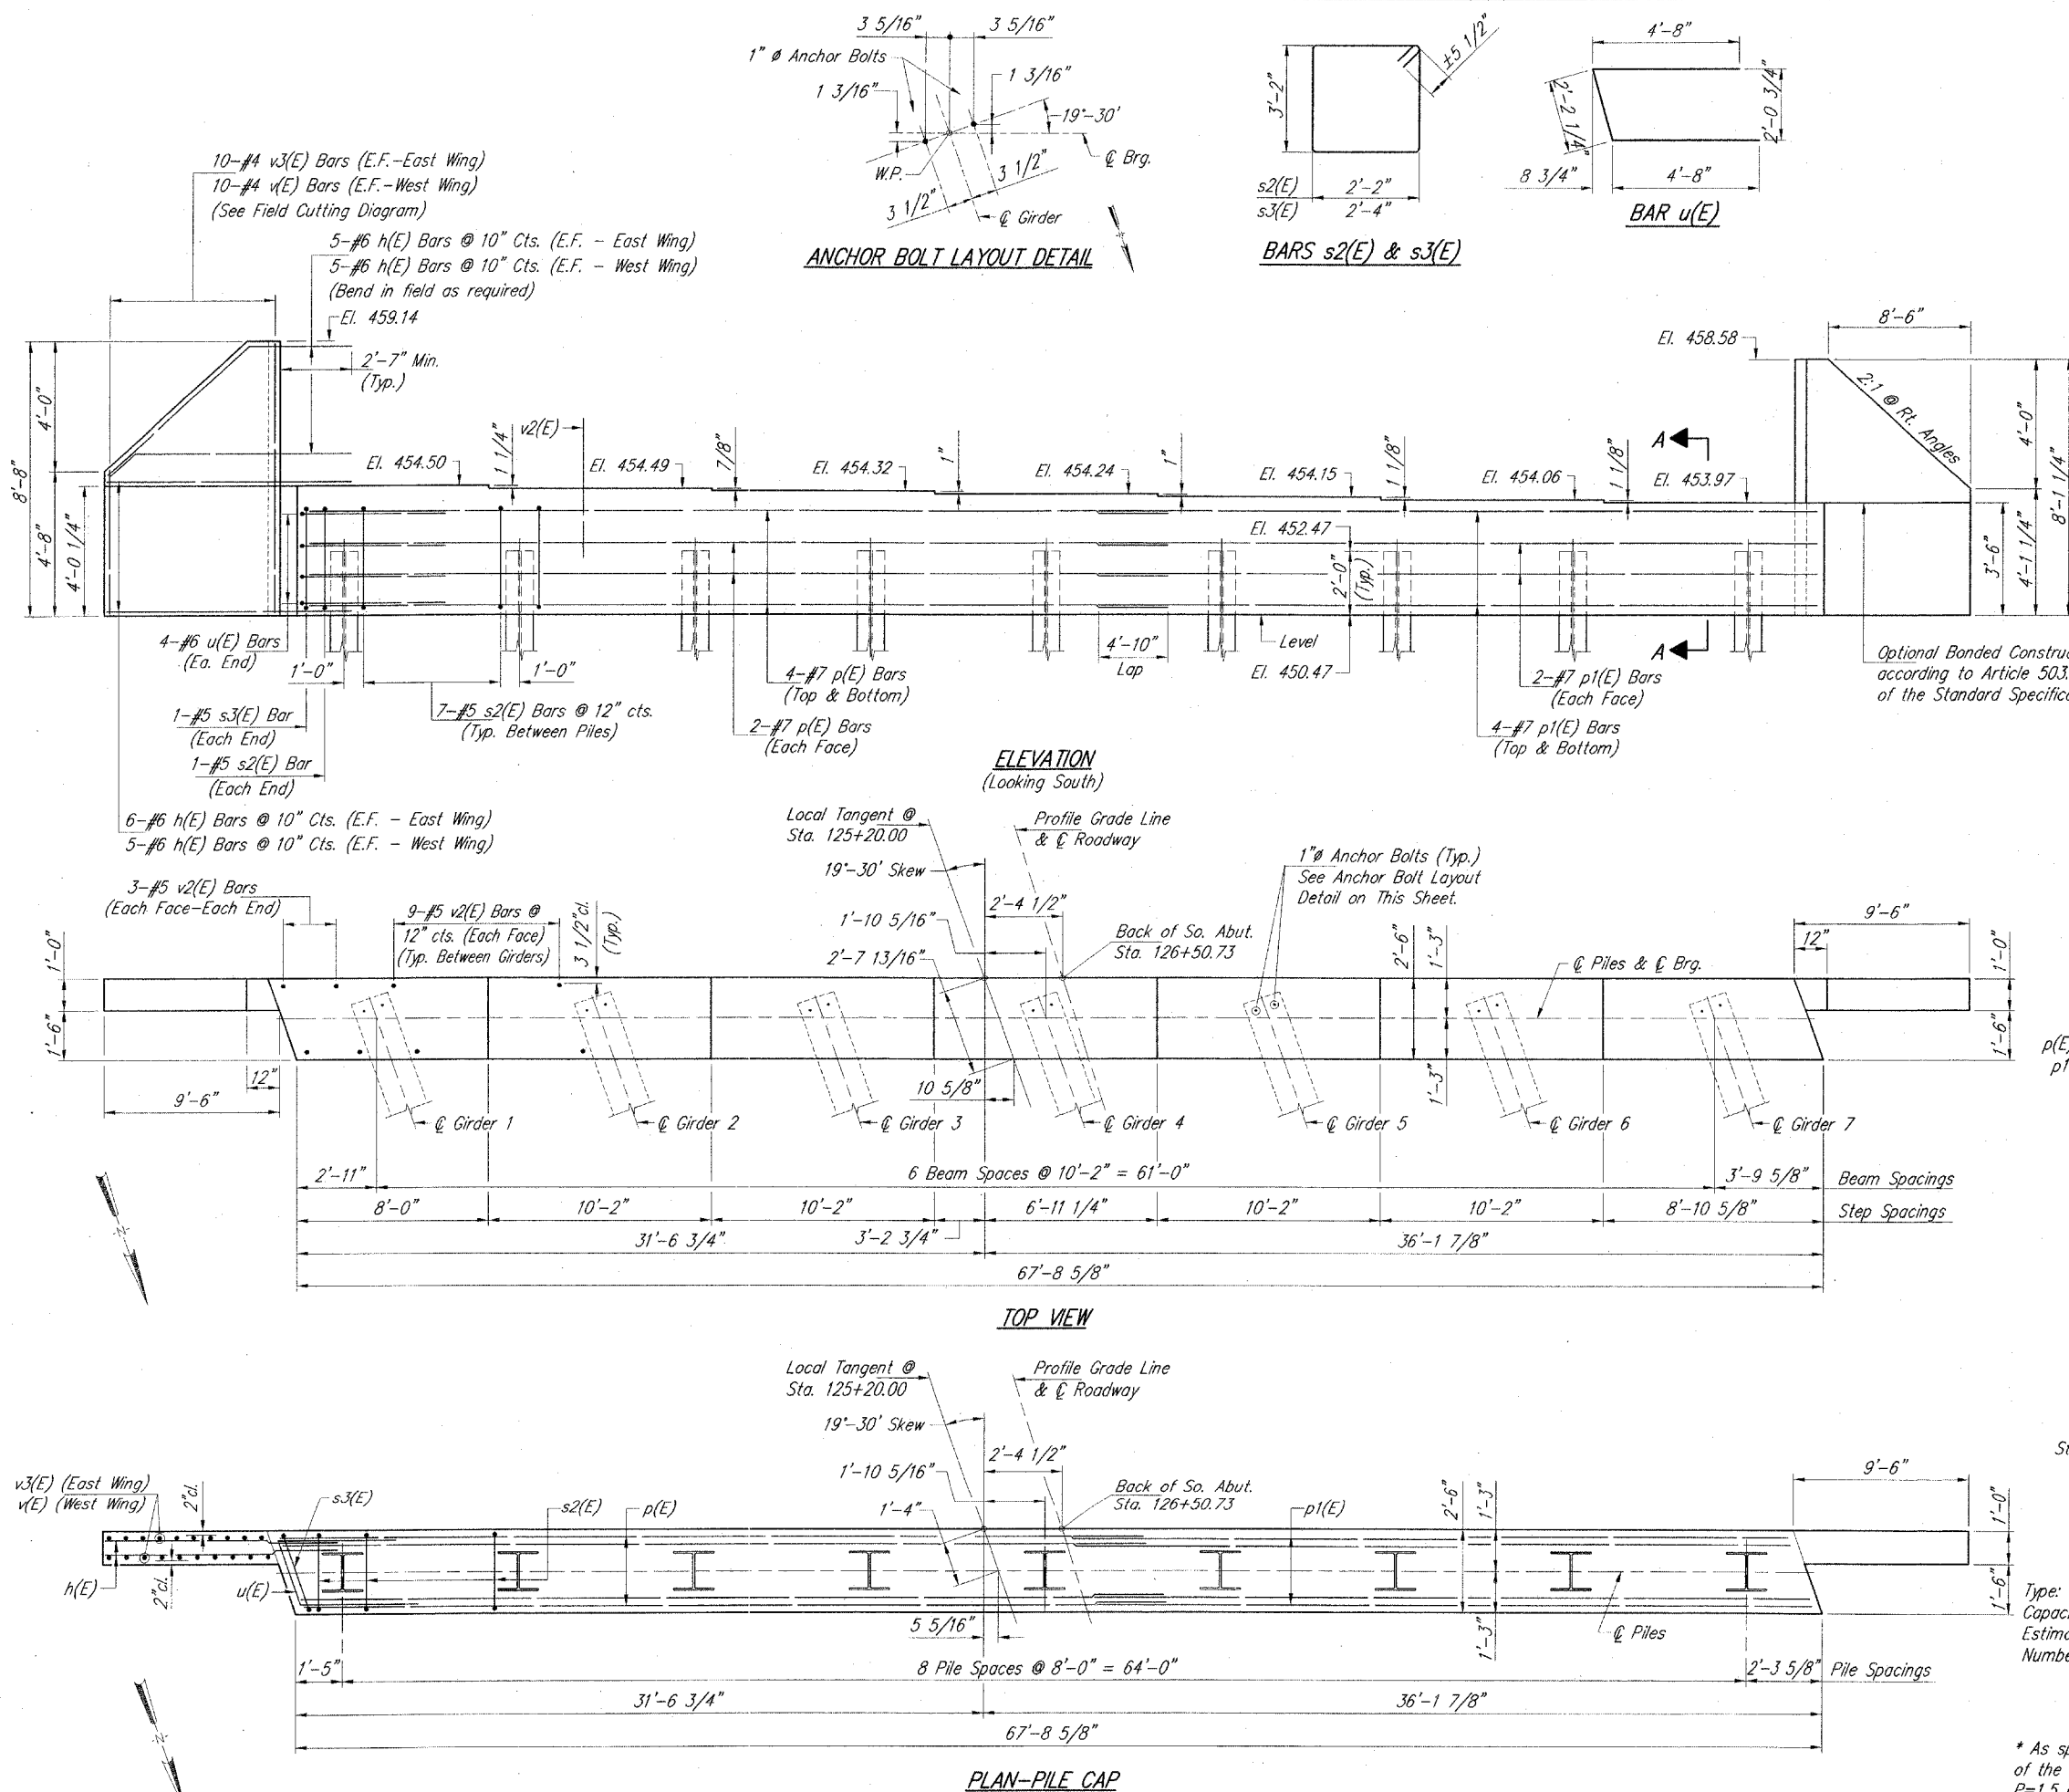 3 5/16" 3 5/16"
1" ø Anchor Bolts
1 3/16"
1 3/16"
19°-30'
℄ Brg.
W.P.
3 1/2"
3 1/2"
℄ Girder
ANCHOR BOLT LAYOUT DETAIL
±5 1/2"
3'-2"
s2(E) 2'-2"
s3(E) 2'-4"
BARS s2(E) & s3(E)
4'-8"
2'-2 1/4"
2'-0 3/4"
8 3/4" 4'-8"
BAR u(E)
10-#4 v3(E) Bars (E.F.-East Wing)
10-#4 v(E) Bars (E.F.-West Wing)
(See Field Cutting Diagram)
5-#6 h(E) Bars @ 10" Cts. (E.F. - East Wing)
5-#6 h(E) Bars @ 10" Cts. (E.F. - West Wing)
(Bend in field as required)
El. 459.14
2'-7" Min.
(Typ.)
8'-8"
4'-0"
4'-8"
4'-0 1/4"
El. 454.50
1 1/4"
v2(E)
El. 454.49
7/8"
El. 454.32
1"
El. 454.24
1"
El. 454.15
1 1/8"
El. 454.06
1 1/8"
El. 453.97
A
A
El. 458.58
8'-6"
2:1 @ Rt. Angles
4'-0"
8'-1 1/4"
4'-1 1/4"
3'-6"
El. 452.47
2'-0"
(Typ.)
4-#6 u(E) Bars
(Ea. End)
1'-0"
1'-0"
4'-10"
Lap
Level
El. 450.47
1-#5 s3(E) Bar
(Each End)
1-#5 s2(E) Bar
(Each End)
7-#5 s2(E) Bars @ 12" cts.
(Typ. Between Piles)
4-#7 p(E) Bars
(Top & Bottom)
2-#7 p(E) Bars
(Each Face)
2-#7 p1(E) Bars
(Each Face)
4-#7 p1(E) Bars
(Top & Bottom)
Optional Bonded Constru
according to Article 503.
of the Standard Specific
ELEVATION
(Looking South)
6-#6 h(E) Bars @ 10" Cts. (E.F. - East Wing)
5-#6 h(E) Bars @ 10" Cts. (E.F. - West Wing)
3-#5 v2(E) Bars
(Each Face-Each End)
9-#5 v2(E) Bars @
12" cts. (Each Face)
(Typ. Between Girders)
3 1/2"cl.
(Typ.)
Local Tangent @
Sta. 125+20.00
Profile Grade Line
& ℄ Roadway
19°-30' Skew
2'-4 1/2"
1'-10 5/16"
2'-7 13/16"
Back of So. Abut.
Sta. 126+50.73
1"ø Anchor Bolts (Typ.)
See Anchor Bolt Layout
Detail on This Sheet.
2'-6"
1'-3"
1'-3"
℄ Piles & ℄ Brg.
9'-6"
12"
1'-0"
1'-6"
1'-0"
1'-6"
12"
9'-6"
10 5/8"
℄ Girder 1
℄ Girder 2
℄ Girder 3
℄ Girder 4
℄ Girder 5
℄ Girder 6
℄ Girder 7
p(E)
p1
2'-11" 6 Beam Spaces @ 10'-2" = 61'-0" 3'-9 5/8" Beam Spacings
8'-0" 10'-2" 10'-2" 3'-2 3/4" 6'-11 1/4" 10'-2" 10'-2" 8'-10 5/8" Step Spacings
31'-6 3/4" 36'-1 7/8"
67'-8 5/8"
TOP VIEW
Local Tangent @
Sta. 125+20.00
Profile Grade Line
& ℄ Roadway
19°-30' Skew
2'-4 1/2"
1'-10 5/16"
1'-4"
Back of So. Abut.
Sta. 126+50.73
v3(E) (East Wing)
v(E) (West Wing)
2"cl.
s3(E)
s2(E)
p(E)
p1(E)
2'-6"
1'-3"
1'-3"
9'-6"
1'-0"
1'-6"
h(E)
2"cl.
u(E)
5 5/16"
℄ Piles
1'-5" 8 Pile Spaces @ 8'-0" = 64'-0" 2'-3 5/8" Pile Spacings
31'-6 3/4" 36'-1 7/8"
67'-8 5/8"
PLAN-PILE CAP
Type:
Capac
Estima
Numbe
* As sp
of the